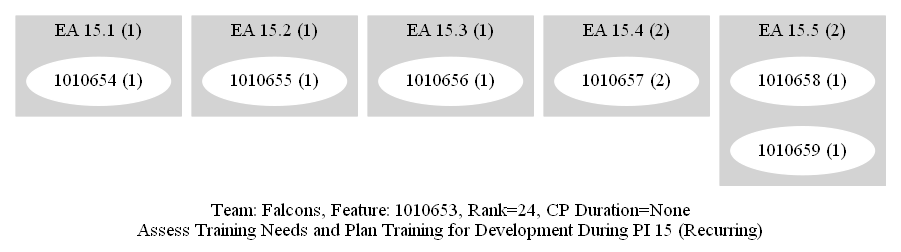 EA 15.1 (1)
1010654 (1)
EA 15.2 (1)
1010655 (1)
EA 15.3 (1)
1010656 (1)
EA 15.4 (2)
1010657 (2)
EA 15.5 (2)
1010658 (1)
1010659 (1)
Team: Falcons, Feature: 1010653, Rank=24, CP Duration=None
Assess Training Needs and Plan Training for Development During PI 15 (Recurring)